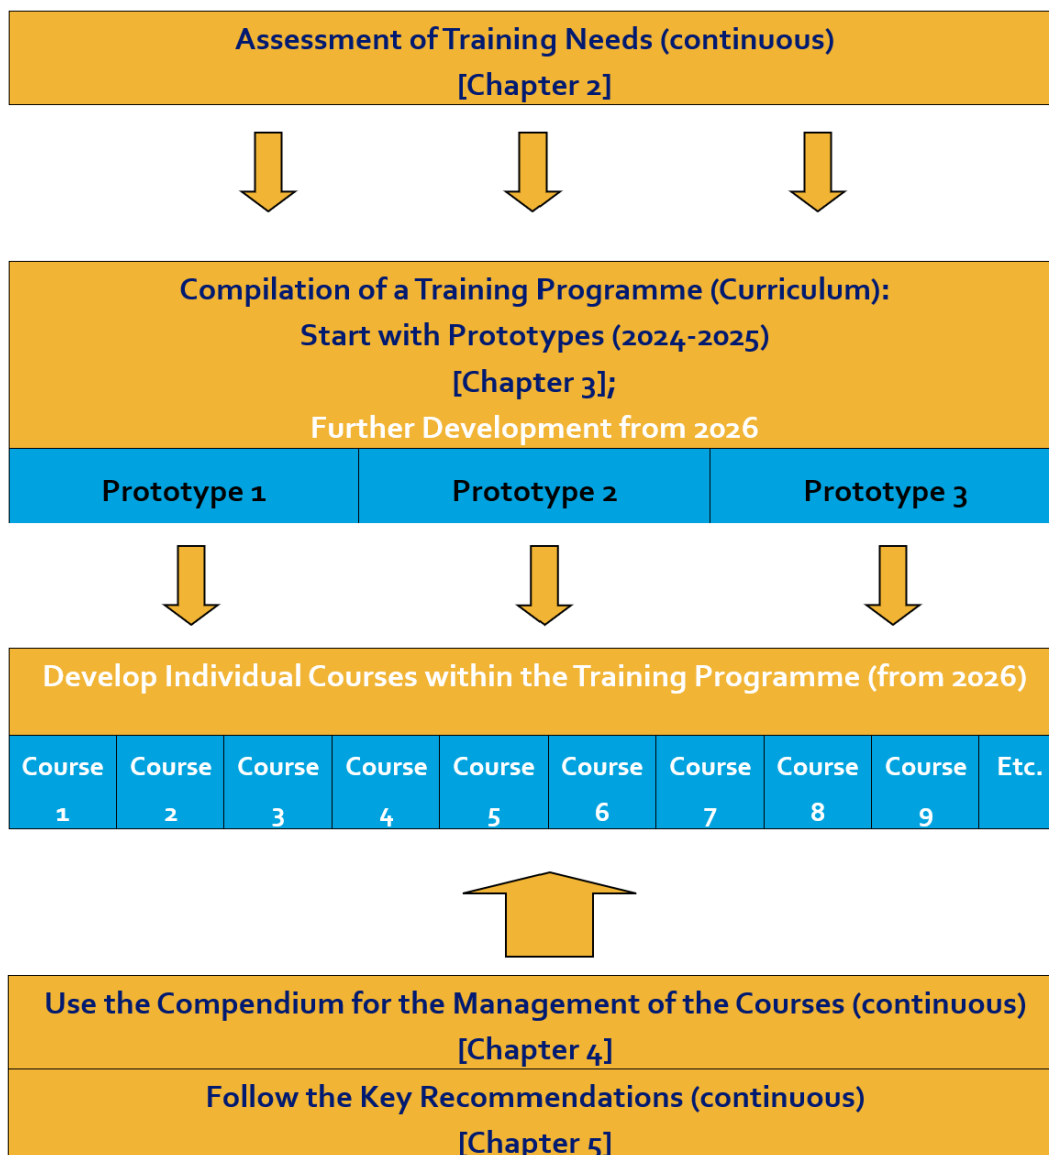 Assessment of Training Needs (continuous)
[Chapter 2]
Compilation of a Training Programme (Curriculum):
Start with Prototypes (2024-2025)
[Chapter 3];
Further Development from 2026
Prototype 1
Prototype 2
Prototype 3
Develop Individual Courses within the Training Programme (from 2026)
Course 1
Course 2
Course 3
Course 4
Course 5
Course 6
Course 7
Course 8
Course 9
Etc.
Use the Compendium for the Management of the Courses (continuous)
[Chapter 4]
Follow the Key Recommendations (continuous)
[Chapter 5]